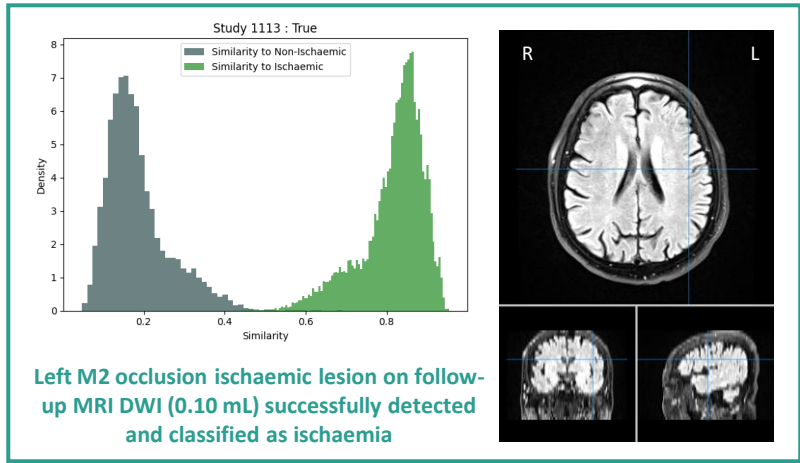 Study 1113 : True
Similarity to Non-Ischaemic
Similarity to Ischaemic
8
7
6
5
4
3
2
1
0
Density
0.2 0.4 0.6 0.8
Similarity
R L
Left M2 occlusion ischaemic lesion on follow-
up MRI DWI (0.10 mL) successfully detected
and classified as ischaemia